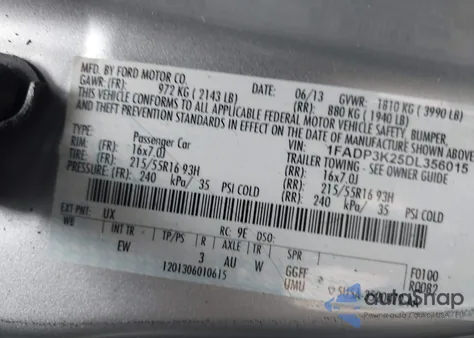 MFD. BY FORD MOTOR CO.
DATE: 06/13 GVWR: 1810 KG (3990 LB)
GAWR:(FR): 972 KG (2143 LB) (RR): 880 KG (1940 LB)
THIS VEHICLE CONFORMS TO ALL APPLICABLE FEDERAL MOTOR VEHICLE SAFETY, BUMPER,
AND THEFT PREVENTION STANDARDS IN EFFECT ON THE DATE OF MANUFACTURE SHOWN ABOVE
VIN: 1FADP3K25DL356015
TYPE: Passenger Car TRAILER TOWING - SEE OWNER GUIDE
RIM: (FR): 16x7.0 (RR): 16x7.0
TIRE: (FR): 215/55R16 93H (RR): 215/55R16 93H
PRESSURE: (FR): 240 kPa/ 35 PSI COLD (RR): 240 kPa/ 35 PSI COLD
EXT PNT: UX RC: 9E DSO:
WB INT TR TP/PS R AXLE TR SPR
EW 3 AU W GGFF F0100
UMU R0082
1201306010615
autosnap